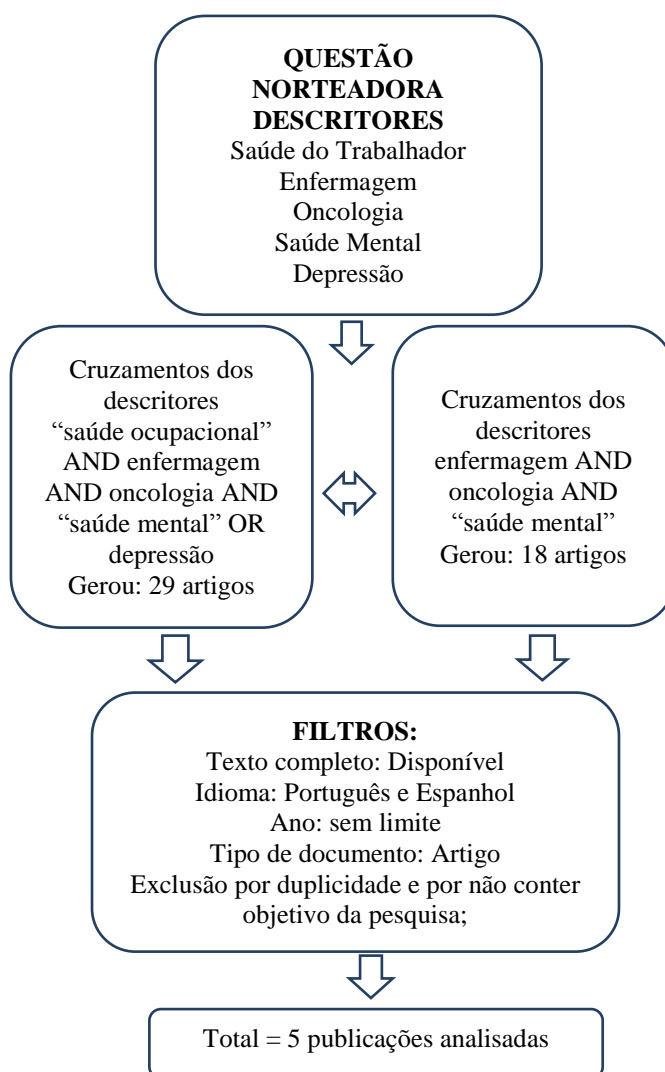 QUESTÃO
NORTEADORA
DESCRITORES
Saúde do Trabalhador
Enfermagem
Oncologia
Saúde Mental
Depressão
Cruzamentos dos
descritores
“saúde ocupacional”
AND enfermagem
AND oncologia AND
“saúde mental” OR
depressão
Gerou: 29 artigos
Cruzamentos dos
descritores
enfermagem AND
oncologia AND
“saúde mental”
Gerou: 18 artigos
FILTROS:
Texto completo: Disponível
Idioma: Português e Espanhol
Ano: sem limite
Tipo de documento: Artigo
Exclusão por duplicidade e por não conter
objetivo da pesquisa;
Total = 5 publicações analisadas